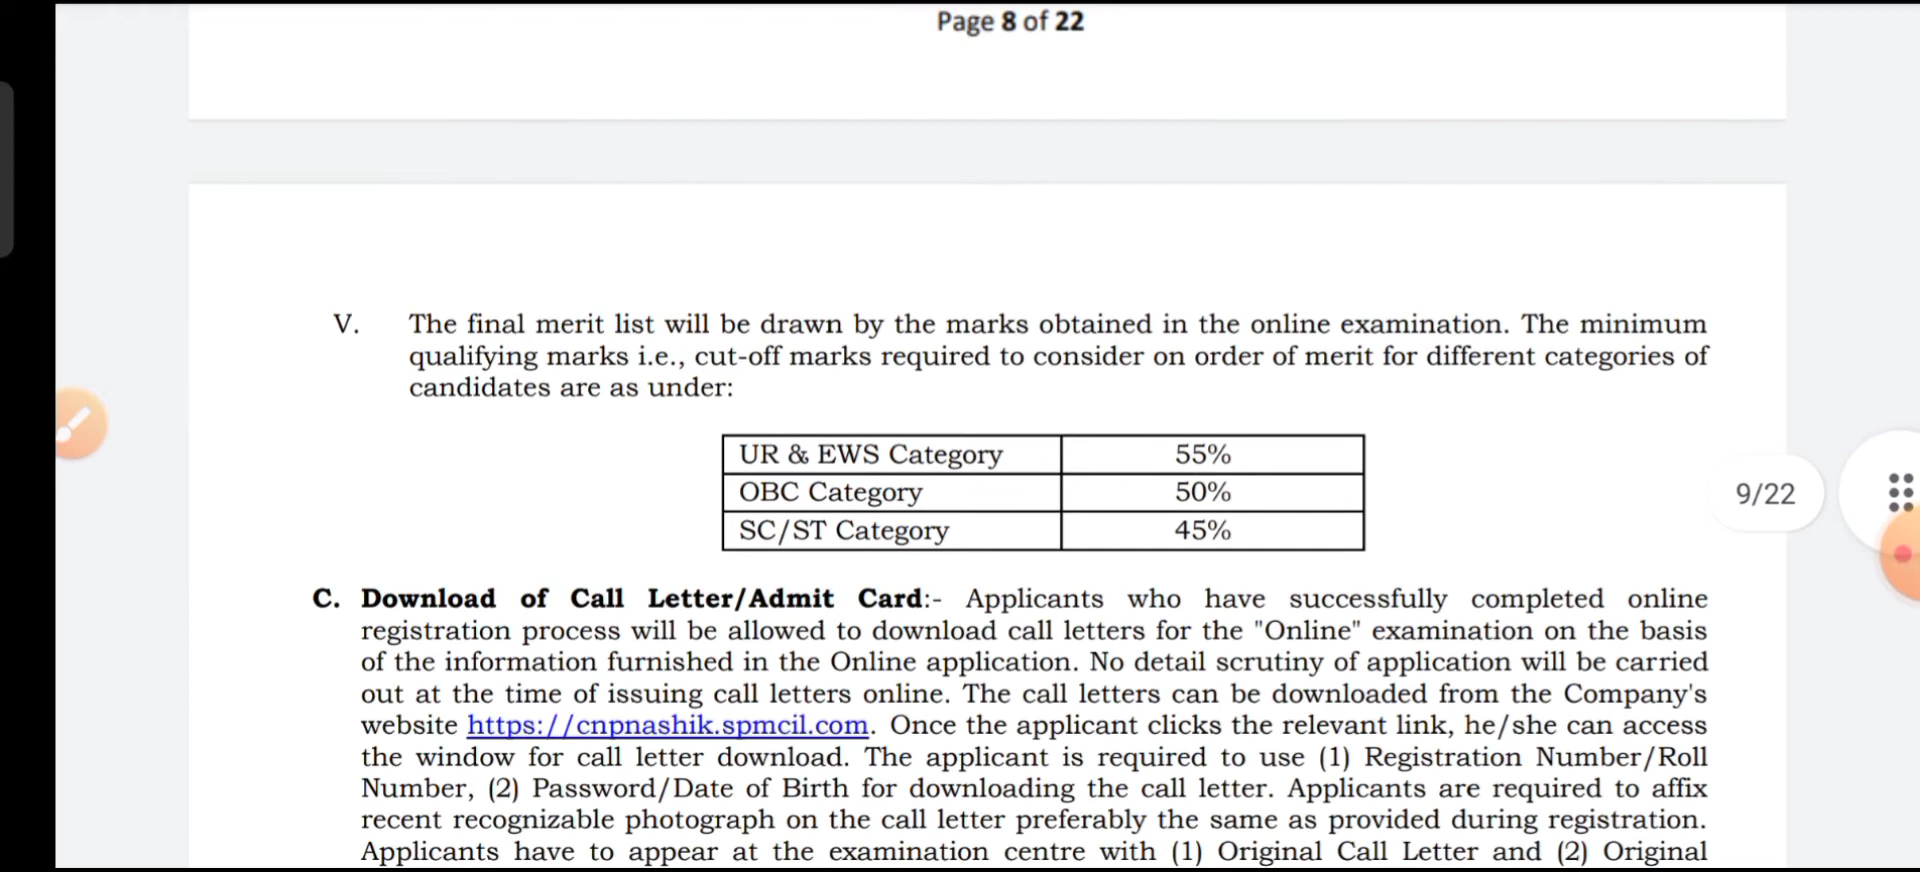 Page 8 of 22
V. The final merit list will be drawn by the marks obtained in the online examination. The minimum
qualifying marks i.e., cut-off marks required to consider on order of merit for different categories of
candidates are as under:
UR & EWS Category 55%
OBC Category 50%
SC/ST Category 45%
9/22
C. Download of Call Letter/Admit Card:- Applicants who have successfully completed online
registration process will be allowed to download call letters for the "Online" examination on the basis
of the information furnished in the Online application. No detail scrutiny of application will be carried
out at the time of issuing call letters online. The call letters can be downloaded from the Company's
website https://cnpnashik.spmcil.com. Once the applicant clicks the relevant link, he/she can access
the window for call letter download. The applicant is required to use (1) Registration Number/Roll
Number, (2) Password/Date of Birth for downloading the call letter. Applicants are required to affix
recent recognizable photograph on the call letter preferably the same as provided during registration.
Applicants have to appear at the examination centre with (1) Original Call Letter and (2) Original